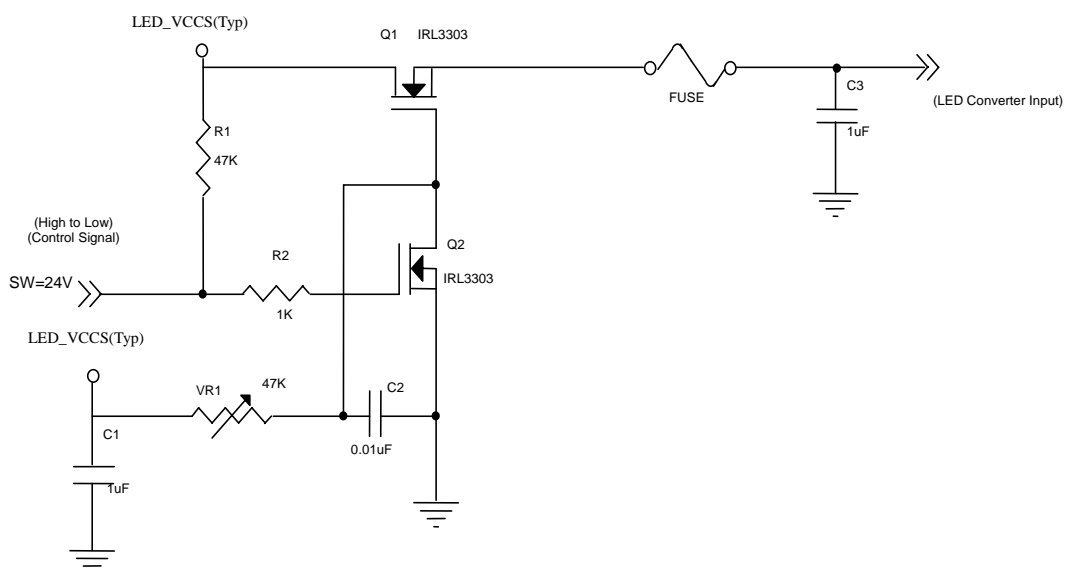 LED_VCCS(Typ)
Q1 IRL3303
FUSE
C3
(LED Converter Input)
1uF
R1
47K
(High to Low)
(Control Signal)
R2
Q2
SW=24V
IRL3303
1K
LED_VCCS(Typ)
VR1
47K
C2
C1
0.01uF
1uF